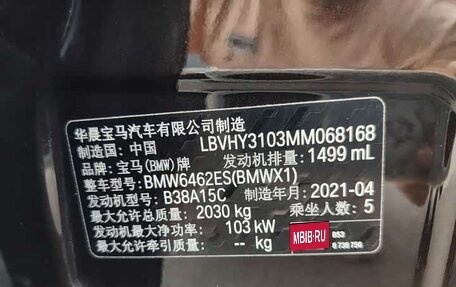 华晨宝马汽车有限公司制造
制造国：中国 LBVHY3103MM068168
品牌：宝马(BMW)牌 发动机排量：1499 mL
整车型号：BMW6462ES(BMWX1)
发动机型号：B38A15C 制造年月：2021-04
最大允许总质量：2030 kg 乘坐人数：5
发动机最大净功率：103 kW
最大允许牵引质量：-- kg
MBIB.RU
853
8 738 756